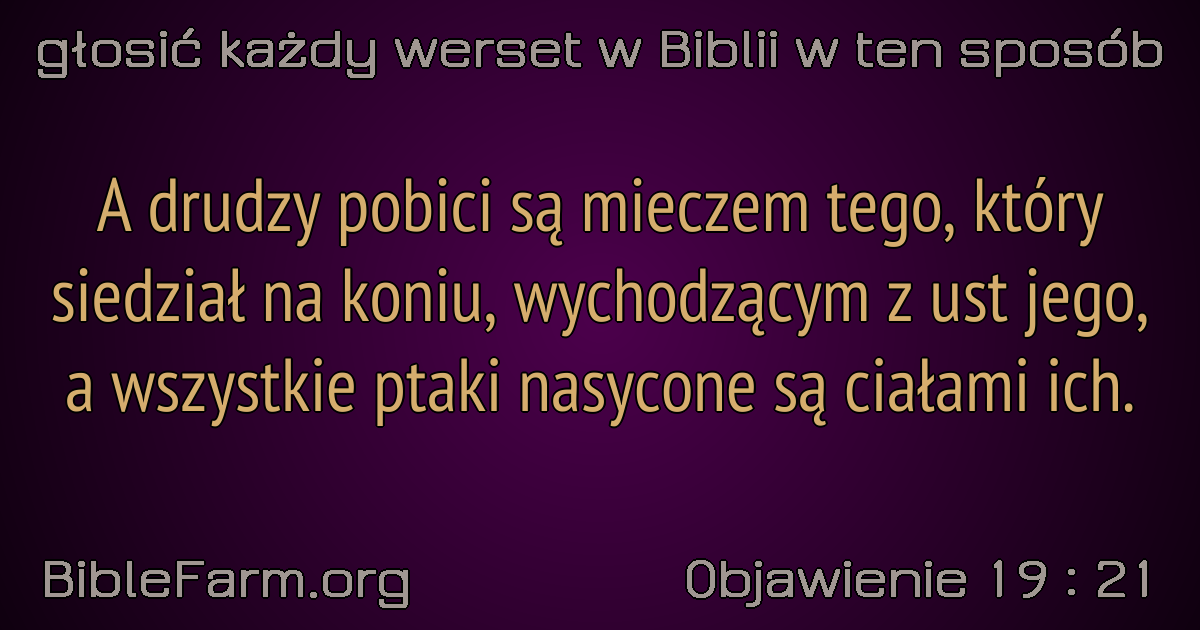 głosić każdy werset w Biblii w ten sposób
A drudzy pobici są mieczem tego, który
siedział na koniu, wychodzącym z ust jego,
a wszystkie ptaki nasycone są ciałami ich.
BibleFarm.org
Objawienie 19 : 21